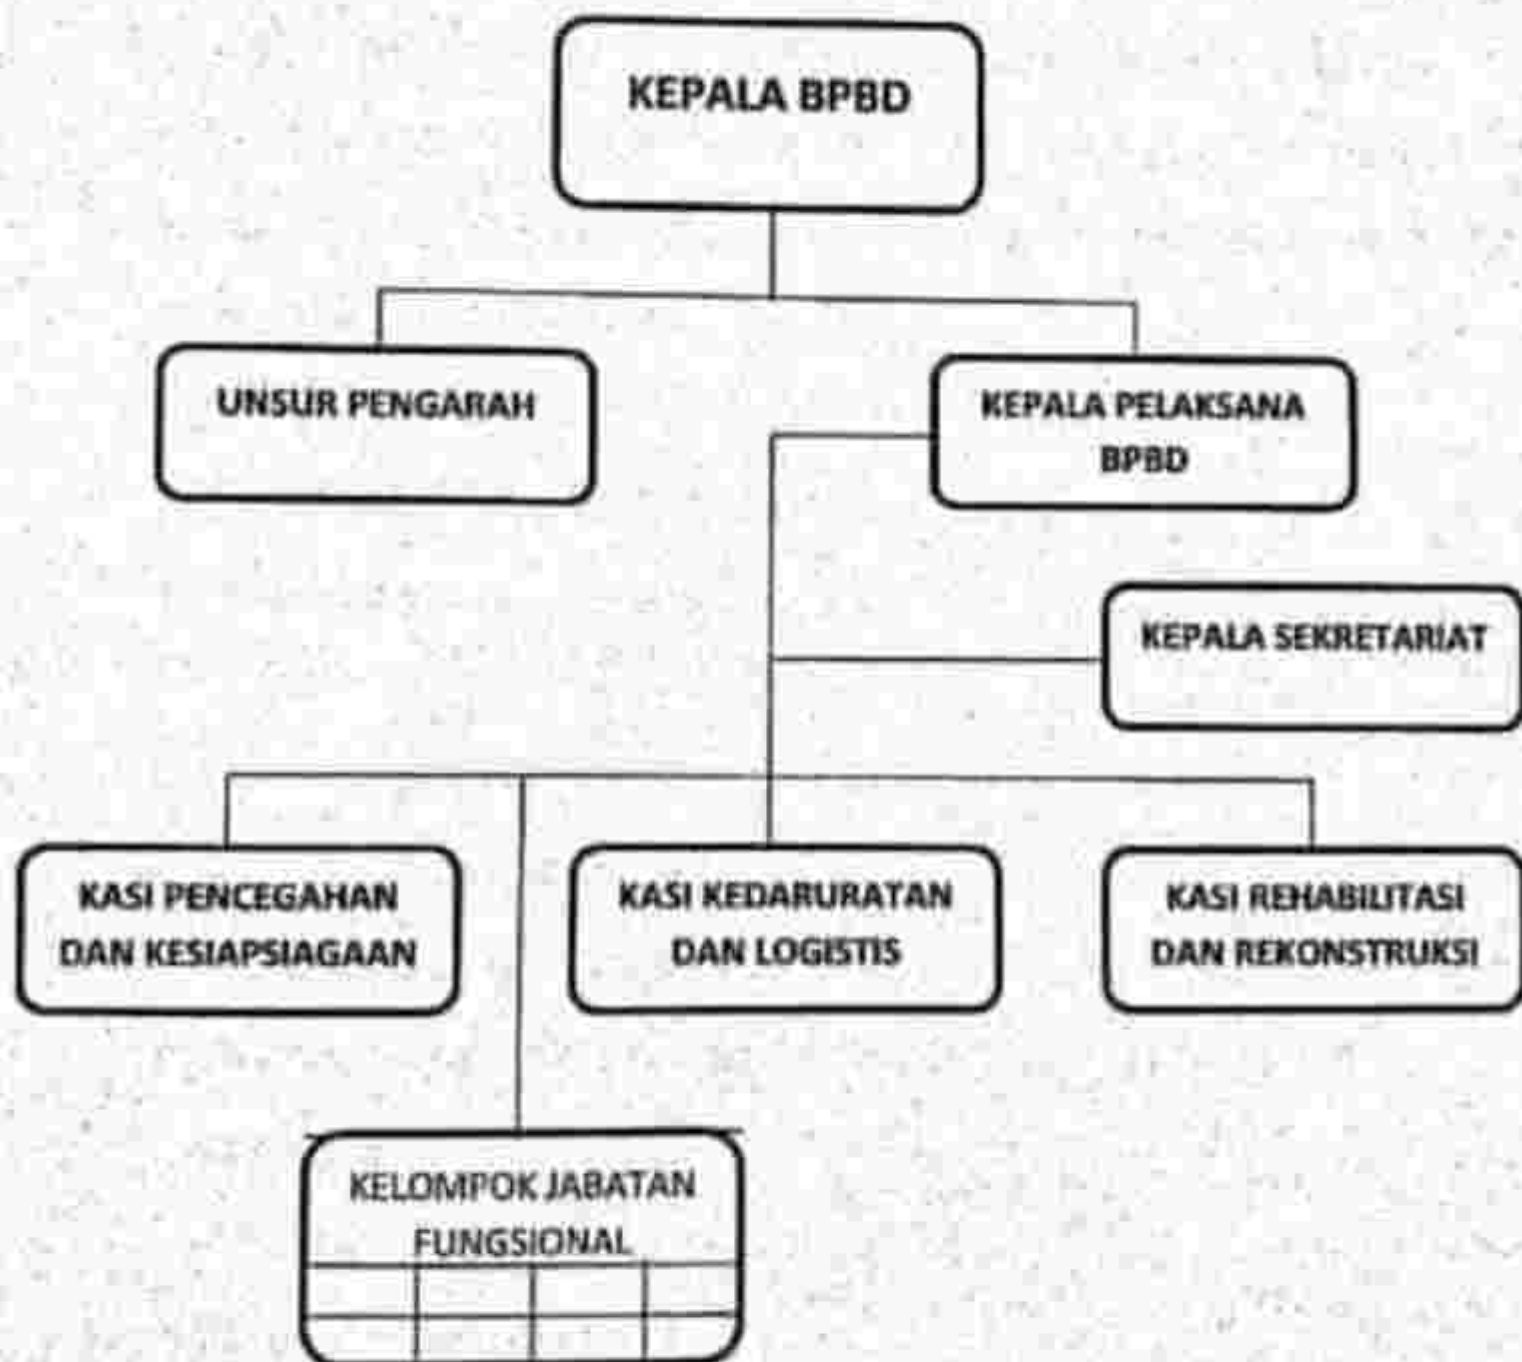 KEPALA BPBD
UNSUR PENGARAH
KEPALA PELAKSANA
BPBD
KEPALA SEKRETARIAT
KASI PENCEGAHAN
DAN KESIAPSIAGAAN
KASI KEDARURATAN
DAN LOGISTIS
KASI REHABILITASI
DAN REKONSTRUKSI
KELOMPOK JABATAN
FUNGSIONAL